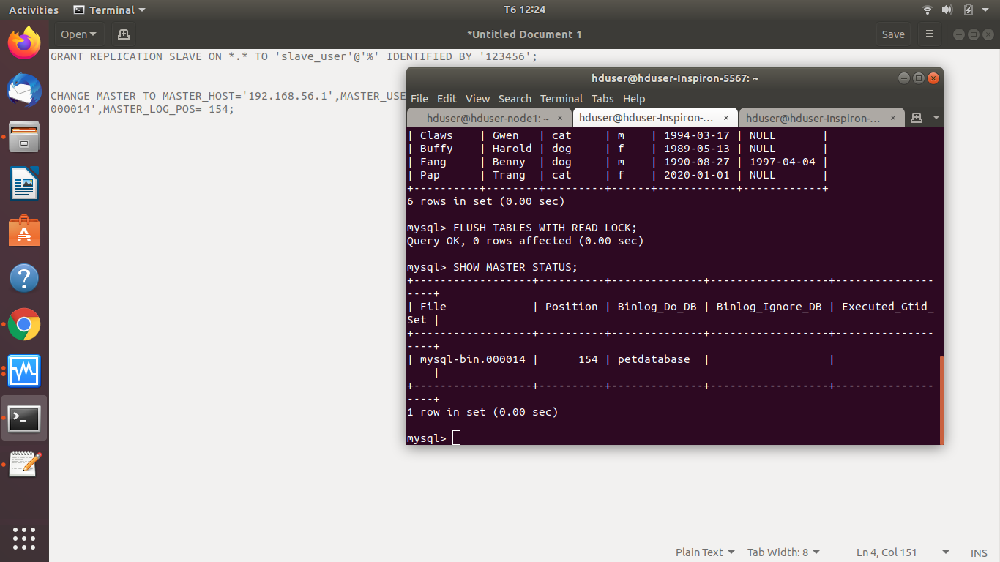 Activities
Terminal
T6 12:24
Open
*Untitled Document 1
Save
GRANT REPLICATION SLAVE ON *.* TO 'slave_user'@'%' IDENTIFIED BY '123456';
CHANGE MASTER TO MASTER_HOST='192.168.56.1',MASTER_USE
000014',MASTER_LOG_POS= 154;
hduser@hduser-Inspiron-5567: ~
File Edit View Search Terminal Tabs Help
hduser@hduser-node1: ~ ×
hduser@hduser-Inspiron-... ×
hduser@hduser-Inspiron-... ×
| Claws    | Gwen   | cat     | m    | 1994-03-17 | NULL       |
| Buffy    | Harold | dog     | f    | 1989-05-13 | NULL       |
| Fang     | Benny  | dog     | m    | 1990-08-27 | 1997-04-04 |
| Pap      | Trang  | cat     | f    | 2020-01-01 | NULL       |
+----------+--------+---------+------+------------+------------+
6 rows in set (0.00 sec)
mysql> FLUSH TABLES WITH READ LOCK;
Query OK, 0 rows affected (0.00 sec)
mysql> SHOW MASTER STATUS;
+------------------+----------+--------------+------------------+---------------
----+
| File             | Position | Binlog_Do_DB | Binlog_Ignore_DB | Executed_Gtid_
Set |
+------------------+----------+--------------+------------------+---------------
----+
| mysql-bin.000014 |      154 | petdatabase  |                  |
    |
+------------------+----------+--------------+------------------+---------------
----+
1 row in set (0.00 sec)
mysql>
Plain Text
Tab Width: 8
Ln 4, Col 151
INS